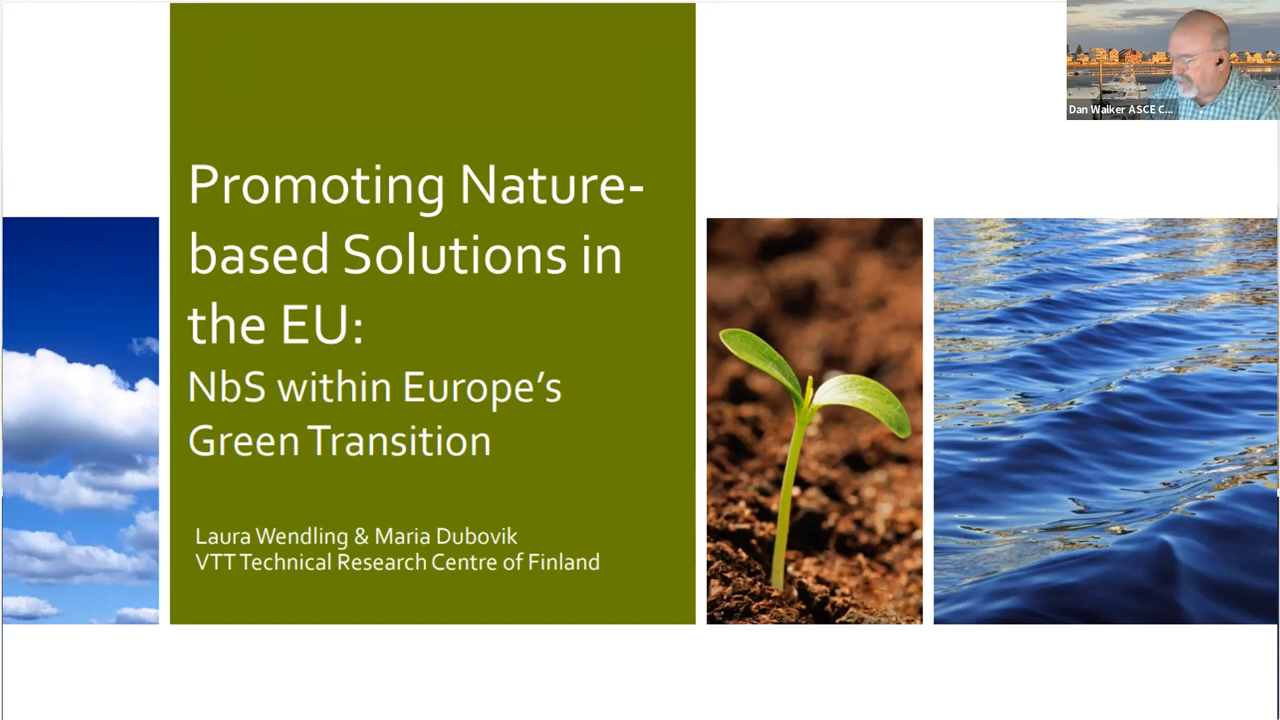 Promoting Nature-
based Solutions in
the EU:
NbS within Europe’s
Green Transition
Laura Wendling & Maria Dubovik
VTT Technical Research Centre of Finland
Dan Walker ASCE C...